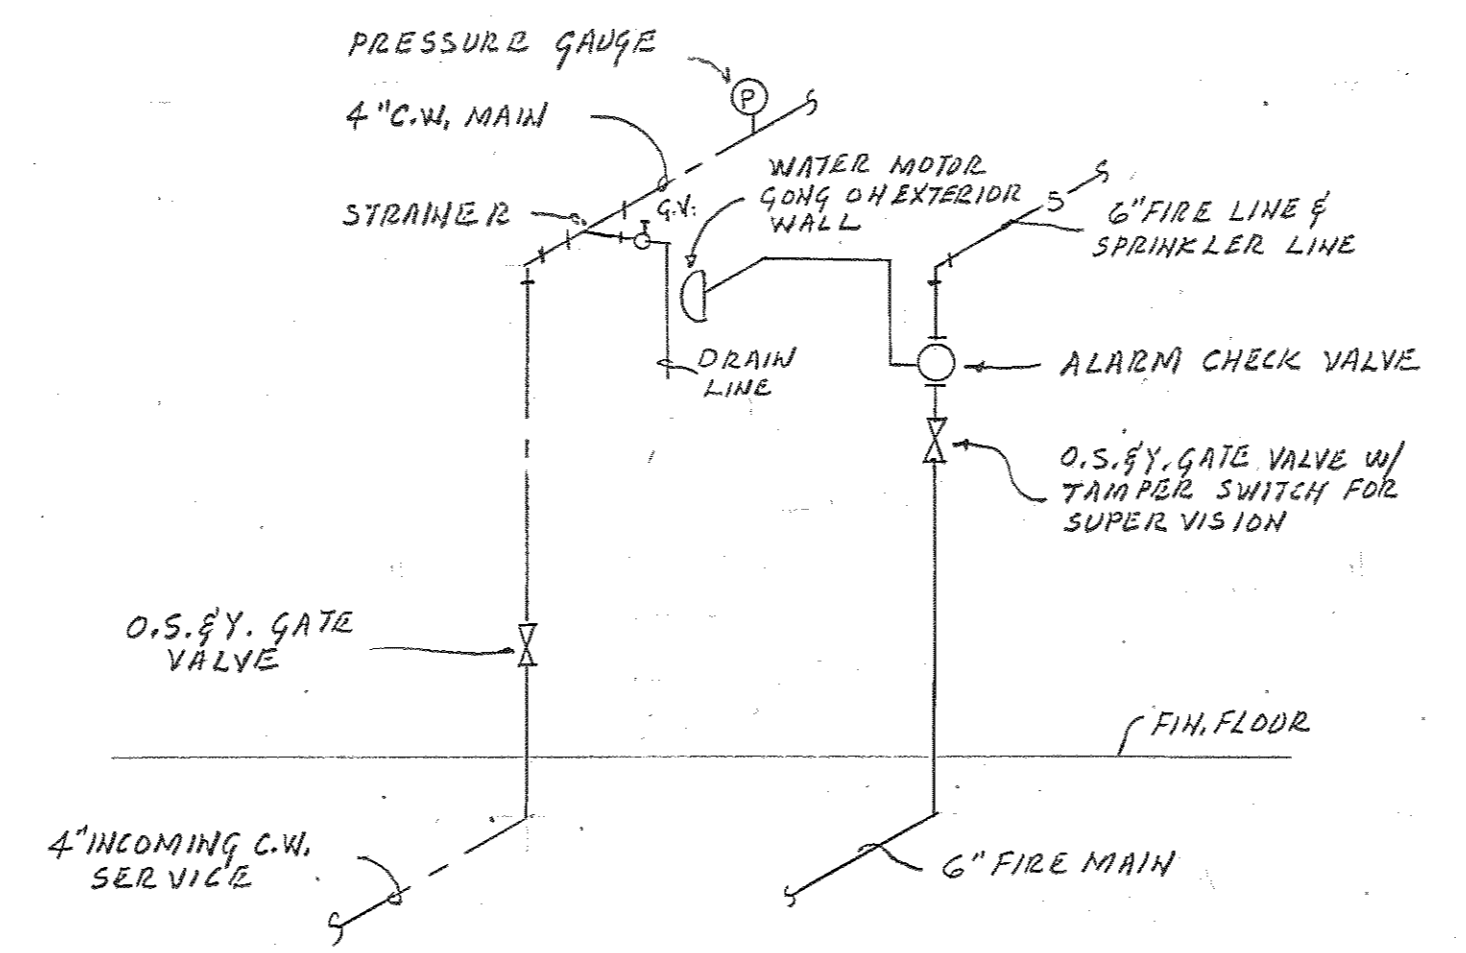 PRESSURE GAUGE
P
4"C.W. MAIN
WATER MOTOR
GONG ON EXTERIOR
WALL
STRAINER
G.V.
S
6" FIRE LINE &
SPRINKLER LINE
DRAIN
LINE
ALARM CHECK VALVE
O.S.&Y. GATE VALVE W/
TAMPER SWITCH FOR
SUPERVISION
O.S.&Y. GATE
VALVE
FIN. FLOOR
4" INCOMING C.W.
SERVICE
6" FIRE MAIN